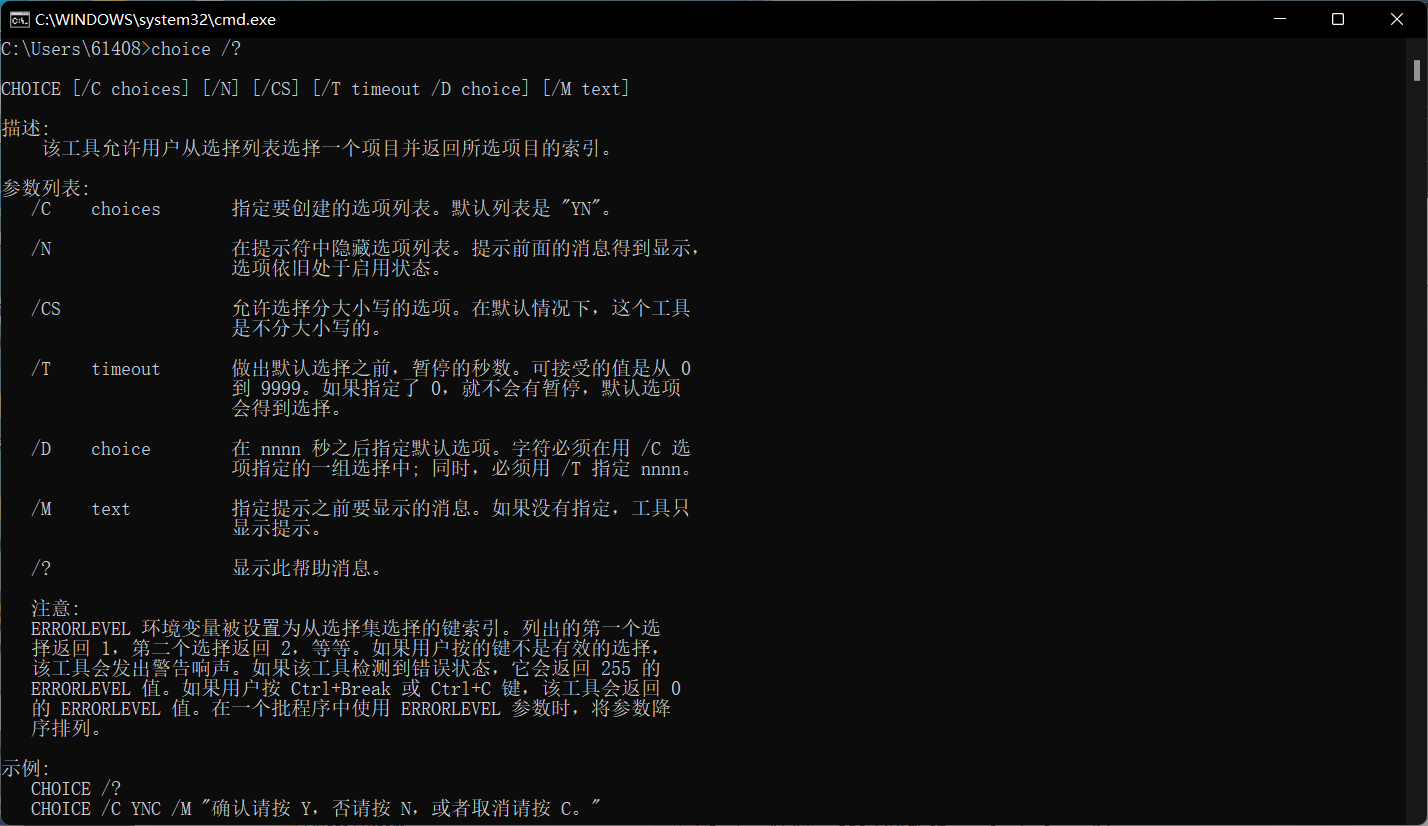 C:\WINDOWS\system32\cmd.exe
C:\Users\61408>choice /?
CHOICE [/C choices] [/N] [/CS] [/T timeout /D choice] [/M text]
描述:
该工具允许用户从选择列表选择一个项目并返回所选项目的索引。
参数列表:
/C choices 指定要创建的选项列表。默认列表是 "YN"。
/N 在提示符中隐藏选项列表。提示前面的消息得到显示，
选项依旧处于启用状态。
/CS 允许选择分大小写的选项。在默认情况下，这个工具
是不分大小写的。
/T timeout 做出默认选择之前，暂停的秒数。可接受的值是从 0
到 9999。如果指定了 0，就不会有暂停，默认选项
会得到选择。
/D choice 在 nnnn 秒之后指定默认选项。字符必须在用 /C 选
项指定的一组选择中; 同时，必须用 /T 指定 nnnn。
/M text 指定提示之前要显示的消息。如果没有指定，工具只
显示提示。
/? 显示此帮助消息。
注意:
ERRORLEVEL 环境变量被设置为从选择集选择的键索引。列出的第一个选
择返回 1，第二个选择返回 2，等等。如果用户按的键不是有效的选择，
该工具会发出警告响声。如果该工具检测到错误状态，它会返回 255 的
ERRORLEVEL 值。如果用户按 Ctrl+Break 或 Ctrl+C 键，该工具会返回 0
的 ERRORLEVEL 值。在一个批程序中使用 ERRORLEVEL 参数时，将参数降
序排列。
示例:
CHOICE /?
CHOICE /C YNC /M "确认请按 Y，否请按 N，或者取消请按 C。"